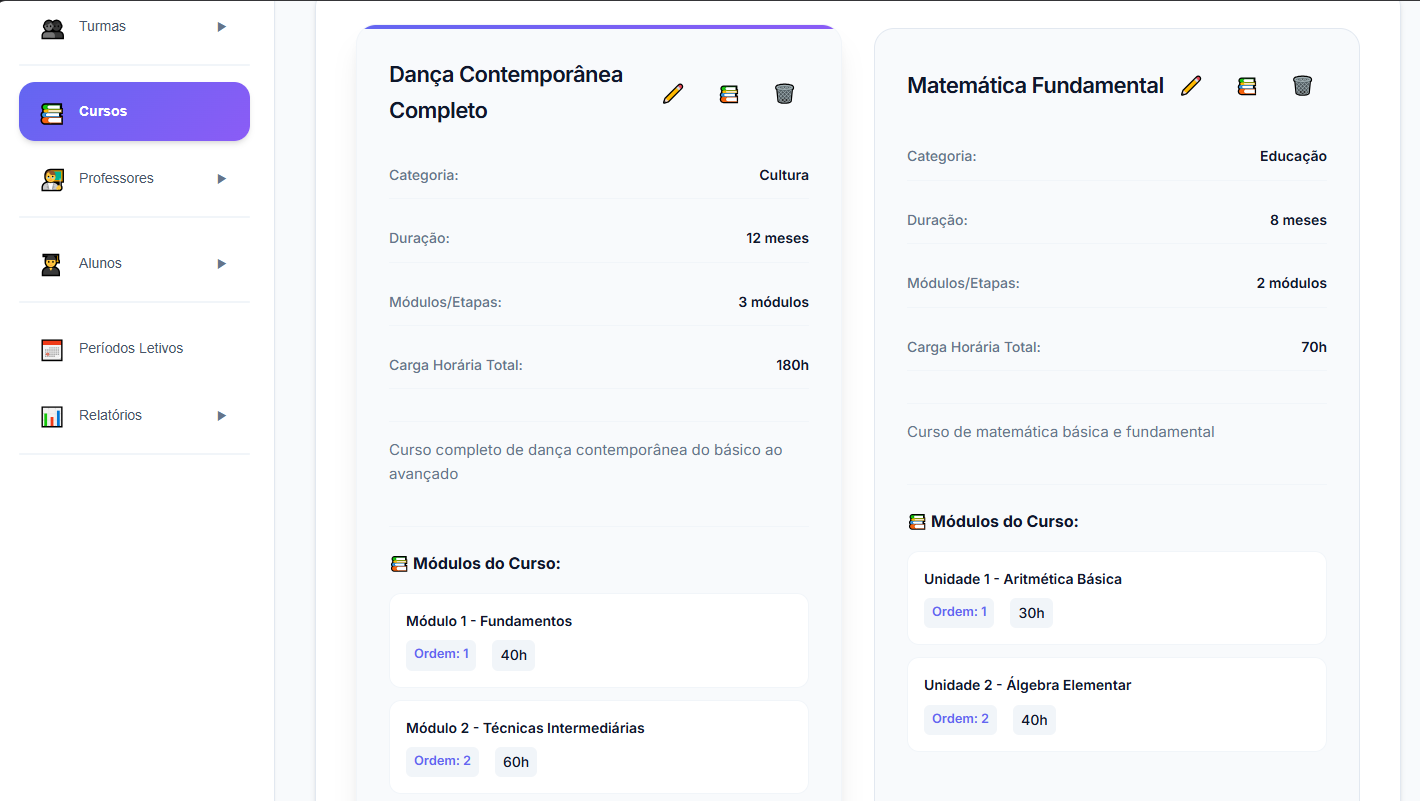 Turmas
Cursos
Professores
Alunos
Períodos Letivos
Relatórios
Dança Contemporânea
Completo
Categoria:
Cultura
Duração:
12 meses
Módulos/Etapas:
3 módulos
Carga Horária Total:
180h
Curso completo de dança contemporânea do básico ao
avançado
Módulos do Curso:
Módulo 1 - Fundamentos
Ordem: 1
40h
Módulo 2 - Técnicas Intermediárias
Ordem: 2
60h
Matemática Fundamental
Categoria:
Educação
Duração:
8 meses
Módulos/Etapas:
2 módulos
Carga Horária Total:
70h
Curso de matemática básica e fundamental
Módulos do Curso:
Unidade 1 - Aritmética Básica
Ordem: 1
30h
Unidade 2 - Álgebra Elementar
Ordem: 2
40h